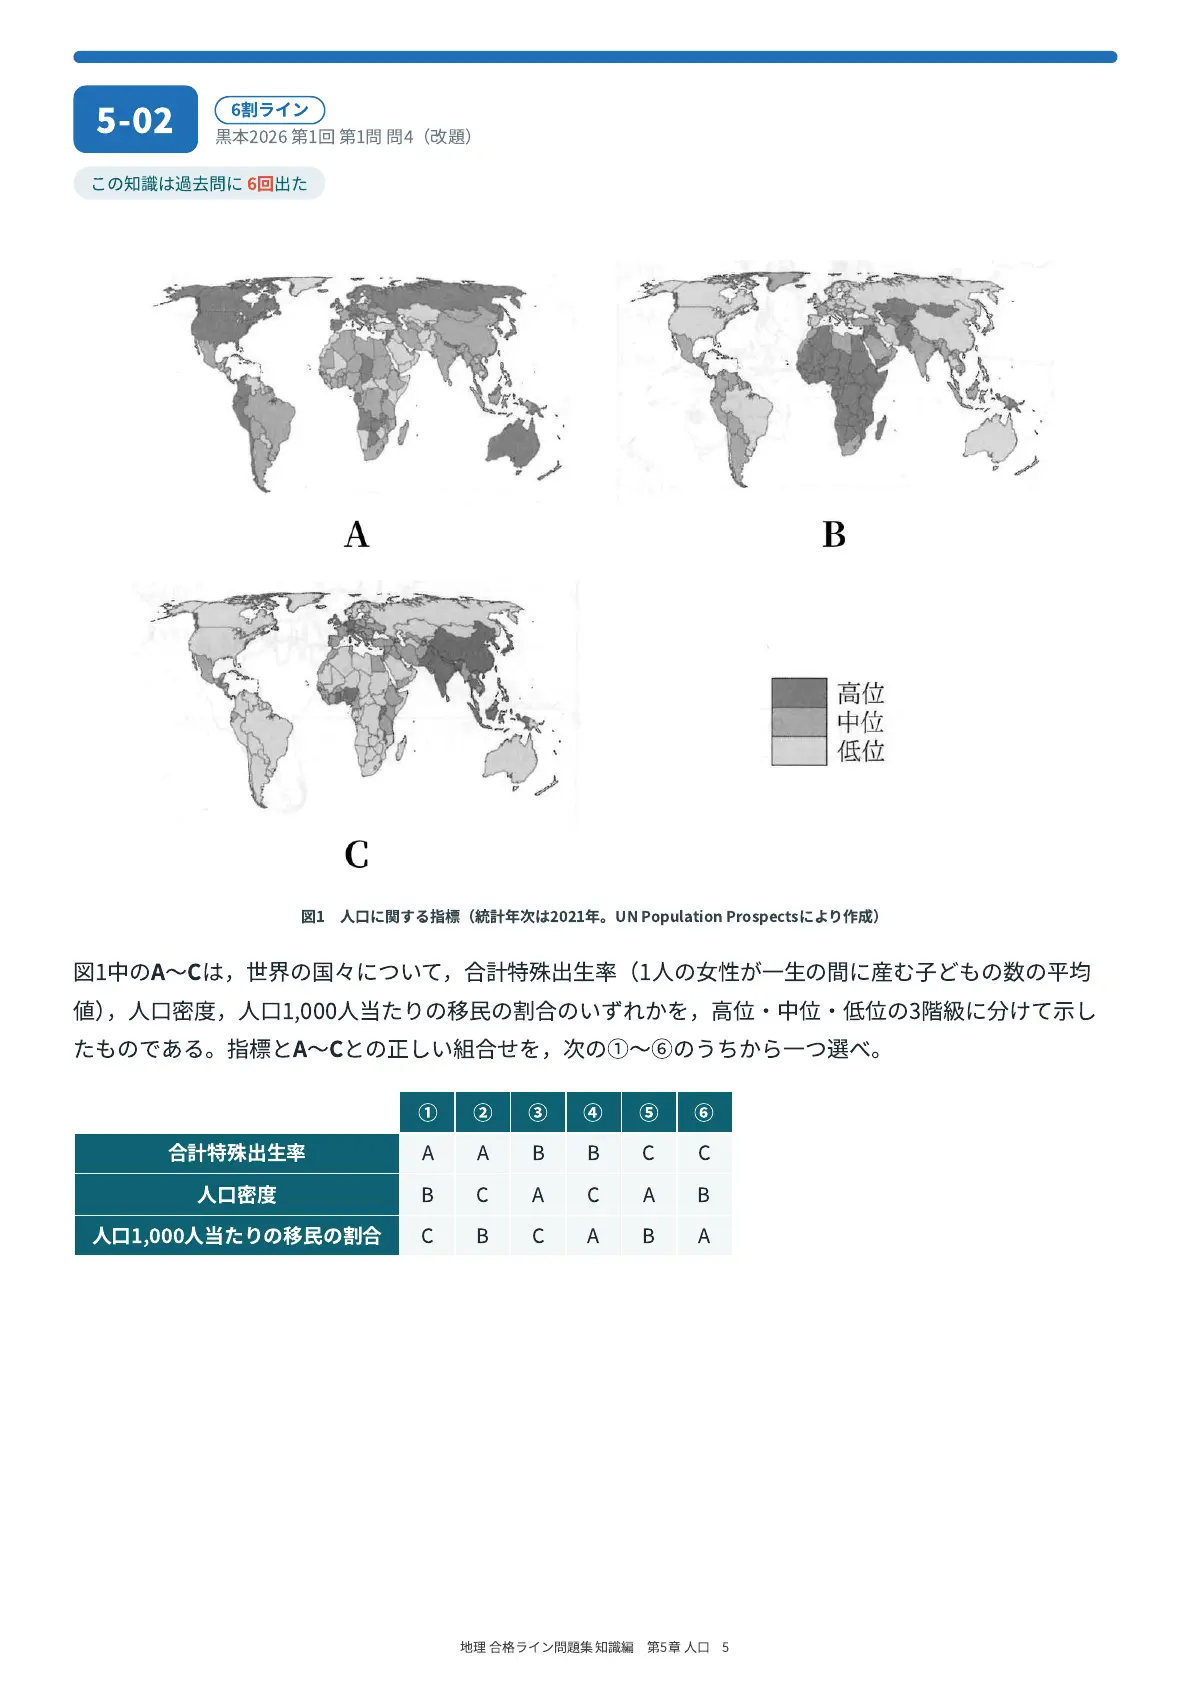 5-02
6割ライン
黒本2026 第1回 第1問 問4（改題）
この知識は過去問に 6回出た
A
B
高位
中位
低位
C
図1　人口に関する指標（統計年次は2021年。UN Population Prospectsにより作成）
図1中のA～Cは，世界の国々について，合計特殊出生率（1人の女性が一生の間に産む子どもの数の平均
値），人口密度，人口1,000人当たりの移民の割合のいずれかを，高位・中位・低位の3階級に分けて示し
たものである。指標とA～Cとの正しい組合せを，次の①～⑥のうちから一つ選べ。
① ② ③ ④ ⑤ ⑥
合計特殊出生率 A A B B C C
人口密度 B C A C A B
人口1,000人当たりの移民の割合 C B C A B A
地理 合格ライン問題集 知識編　第5章 人口　5